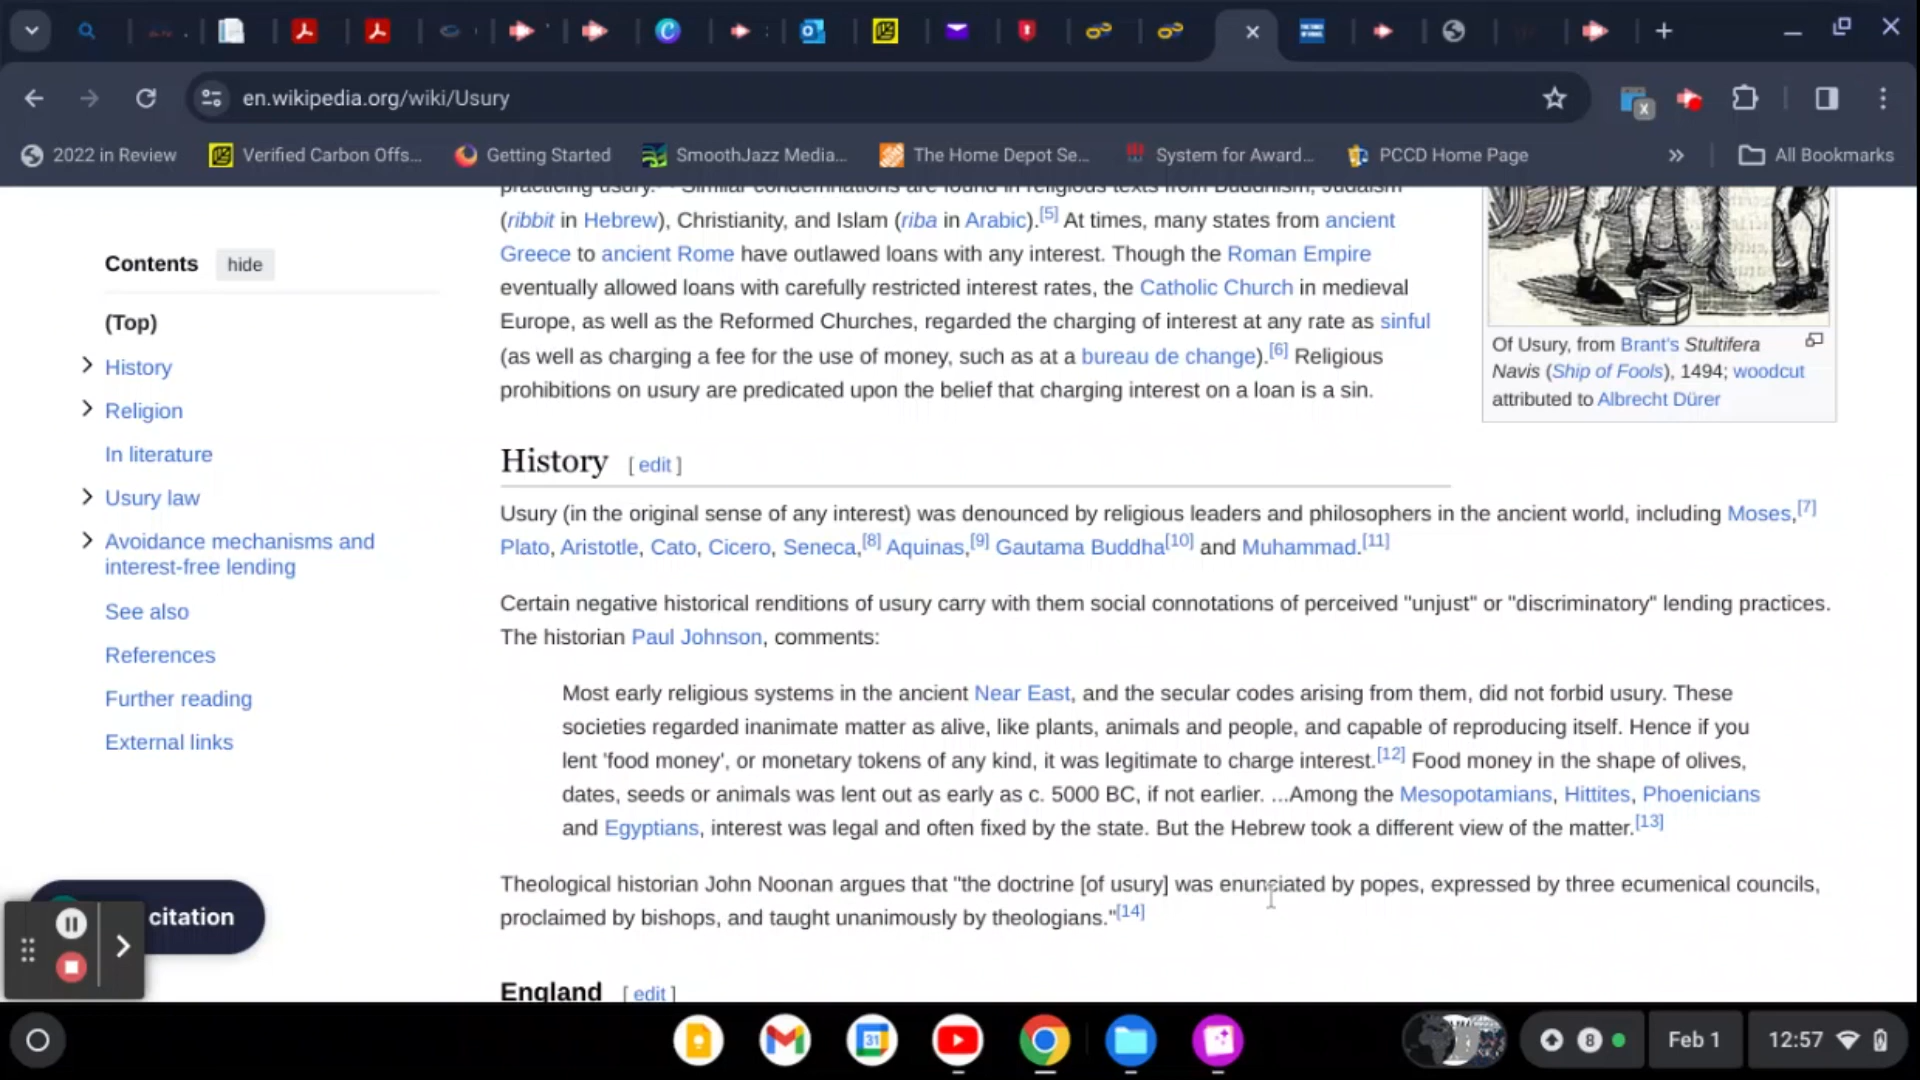 en.wikipedia.org/wiki/Usury
2022 in Review
Verified Carbon Offs...
Getting Started
SmoothJazz Media...
The Home Depot Se...
System for Award...
PCCD Home Page
All Bookmarks
practicing usury. Similar condemnations are found in religious texts from Buddhism, Judaism
(ribbit in Hebrew), Christianity, and Islam (riba in Arabic).[5] At times, many states from ancient
Greece to ancient Rome have outlawed loans with any interest. Though the Roman Empire
eventually allowed loans with carefully restricted interest rates, the Catholic Church in medieval
Europe, as well as the Reformed Churches, regarded the charging of interest at any rate as sinful
(as well as charging a fee for the use of money, such as at a bureau de change).[6] Religious
prohibitions on usury are predicated upon the belief that charging interest on a loan is a sin.
Of Usury, from Brant's Stultifera
Navis (Ship of Fools), 1494; woodcut
attributed to Albrecht Dürer
Contents hide
(Top)
History
Religion
In literature
Usury law
Avoidance mechanisms and
interest-free lending
See also
References
Further reading
External links
History [ edit ]
Usury (in the original sense of any interest) was denounced by religious leaders and philosophers in the ancient world, including Moses,[7]
Plato, Aristotle, Cato, Cicero, Seneca,[8] Aquinas,[9] Gautama Buddha[10] and Muhammad.[11]
Certain negative historical renditions of usury carry with them social connotations of perceived "unjust" or "discriminatory" lending practices.
The historian Paul Johnson, comments:
Most early religious systems in the ancient Near East, and the secular codes arising from them, did not forbid usury. These
societies regarded inanimate matter as alive, like plants, animals and people, and capable of reproducing itself. Hence if you
lent 'food money', or monetary tokens of any kind, it was legitimate to charge interest.[12] Food money in the shape of olives,
dates, seeds or animals was lent out as early as c. 5000 BC, if not earlier. ...Among the Mesopotamians, Hittites, Phoenicians
and Egyptians, interest was legal and often fixed by the state. But the Hebrew took a different view of the matter.[13]
Theological historian John Noonan argues that "the doctrine [of usury] was enunciated by popes, expressed by three ecumenical councils,
proclaimed by bishops, and taught unanimously by theologians."[14]
England [ edit ]
citation
31
8
Feb 1
12:57